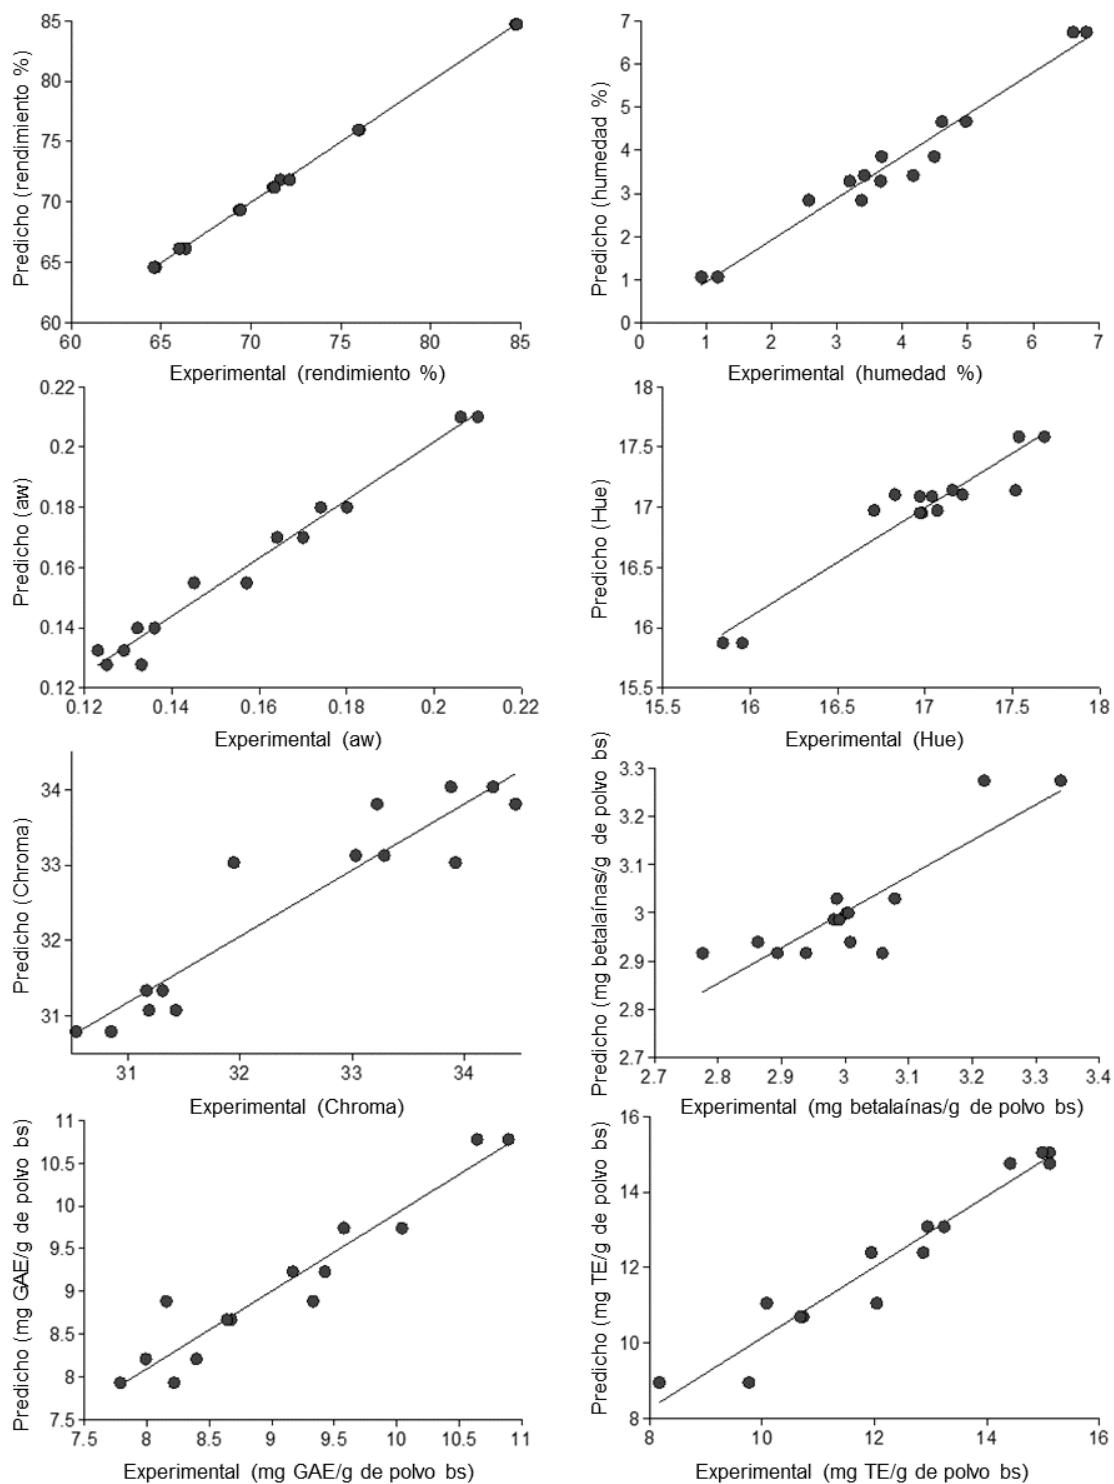 85
80
75
70
65
60
Predicho (rendimiento %)
60 65 70 75 80 85
Experimental (rendimiento %)
7
6
5
4
3
2
1
0
Predicho (humedad %)
0 1 2 3 4 5 6 7
Experimental (humedad %)
0.22
0.2
0.18
0.16
0.14
0.12
Predicho (aw)
0.12 0.14 0.16 0.18 0.2 0.22
Experimental (aw)
18
17.5
17
16.5
16
15.5
Predicho (Hue)
15.5 16 16.5 17 17.5 18
Experimental (Hue)
34
33
32
31
Predicho (Chroma)
31 32 33 34
Experimental (Chroma)
3.3
3.2
3.1
3
2.9
2.8
2.7
Predicho (mg betalaínas/g de polvo bs)
2.7 2.8 2.9 3 3.1 3.2 3.3 3.4
Experimental (mg betalaínas/g de polvo bs)
11
10.5
10
9.5
9
8.5
8
7.5
Predicho (mg GAE/g de polvo bs)
7.5 8 8.5 9 9.5 10 10.5 11
Experimental (mg GAE/g de polvo bs)
16
14
12
10
8
Predicho (mg TE/g de polvo bs)
8 10 12 14 16
Experimental (mg TE/g de polvo bs)